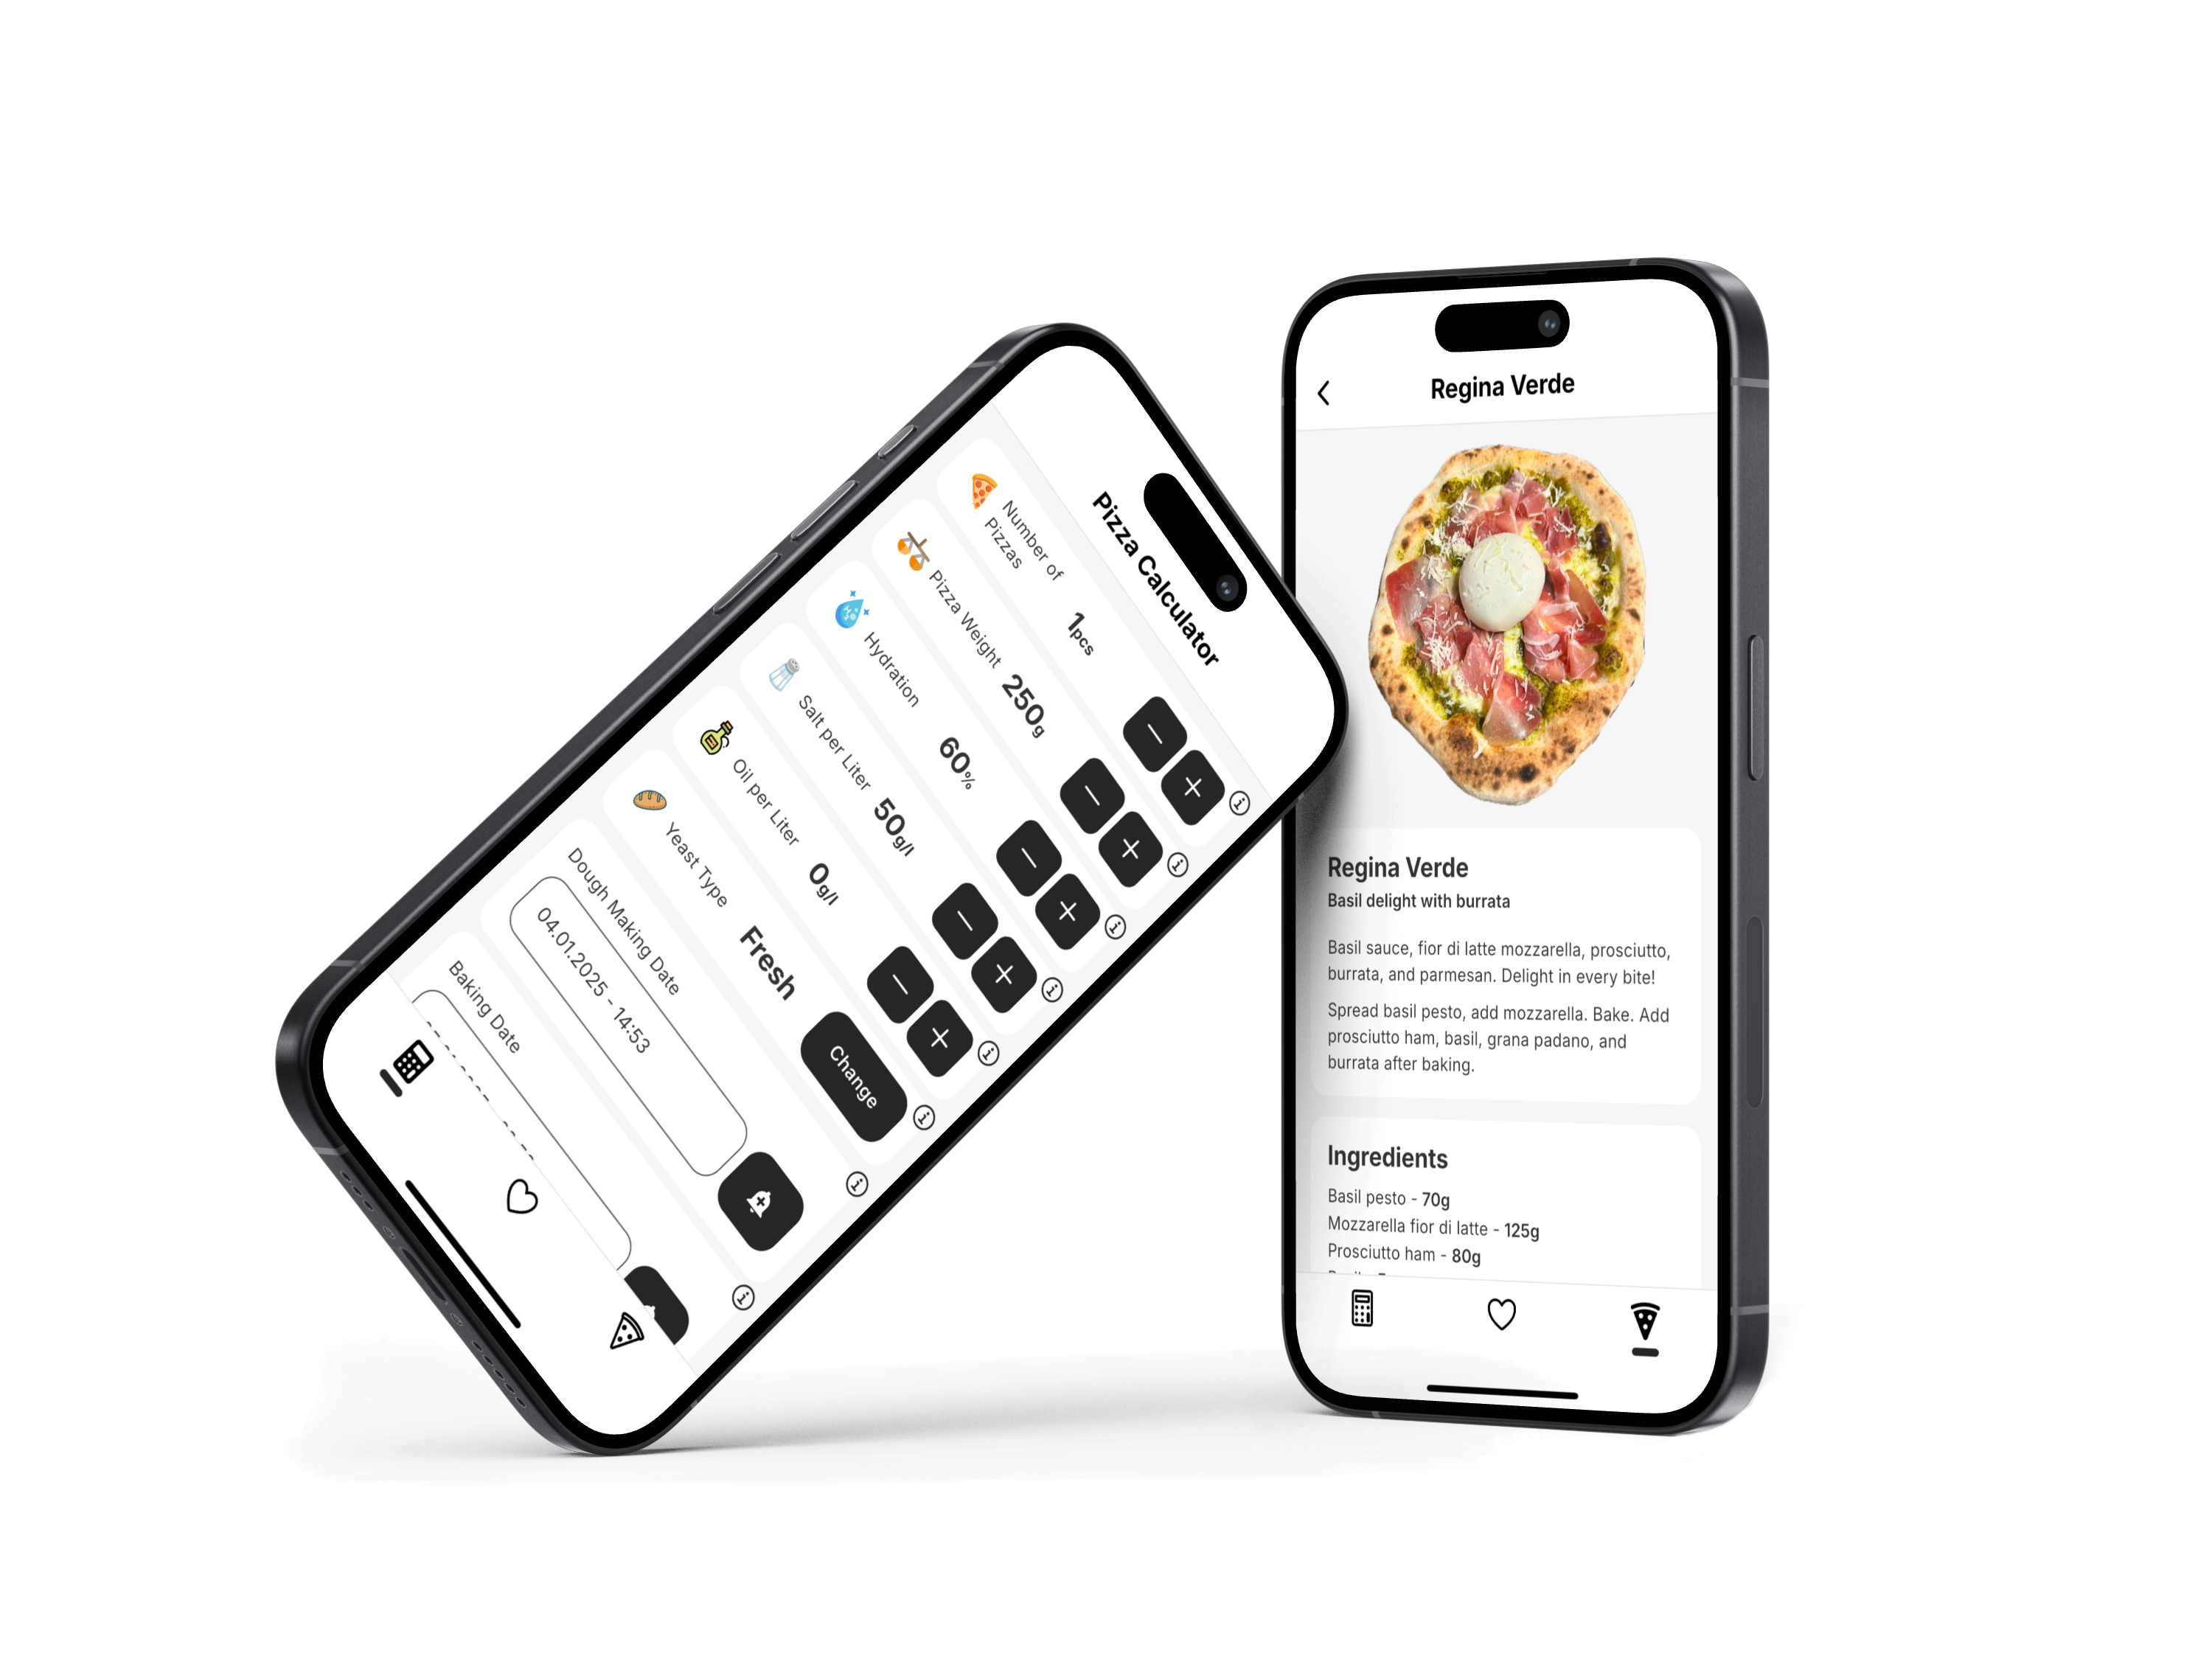 Pizza Calculator
Number of
Pizzas
1pcs
Pizza Weight
250g
Hydration
60%
Salt per Liter
50g/l
Oil per Liter
0g/l
Yeast Type
Fresh
Change
Dough Making Date
04.01.2025 - 14:53
Baking Date
Regina Verde
Regina Verde
Basil delight with burrata
Basil sauce, fior di latte mozzarella, prosciutto,
burrata, and parmesan. Delight in every bite!
Spread basil pesto, add mozzarella. Bake. Add
prosciutto ham, basil, grana padano, and
burrata after baking.
Ingredients
Basil pesto - 70g
Mozzarella fior di latte - 125g
Prosciutto ham - 80g